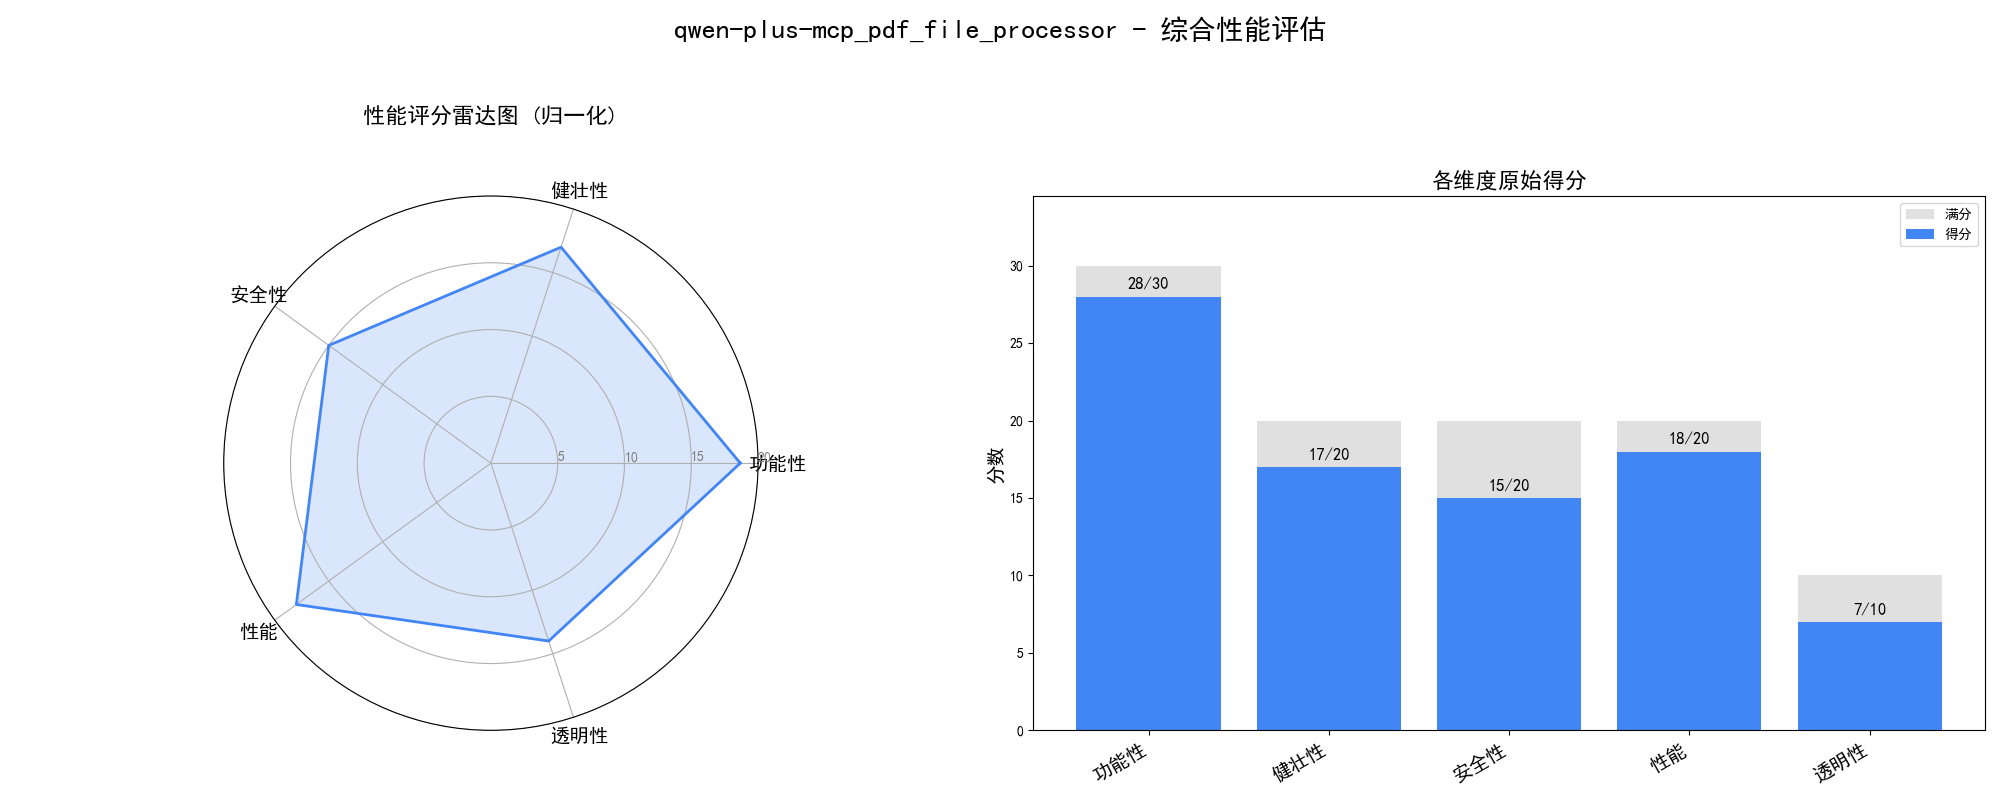 qwen-plus-mcp_pdf_file_processor - 综合性能评估
性能评分雷达图 (归一化)
健壮性
安全性
功能性
性能
透明性
5
10
15
20
各维度原始得分
满分
得分
分数
30
25
20
15
10
5
0
28/30
17/20
15/20
18/20
7/10
功能性
健壮性
安全性
性能
透明性